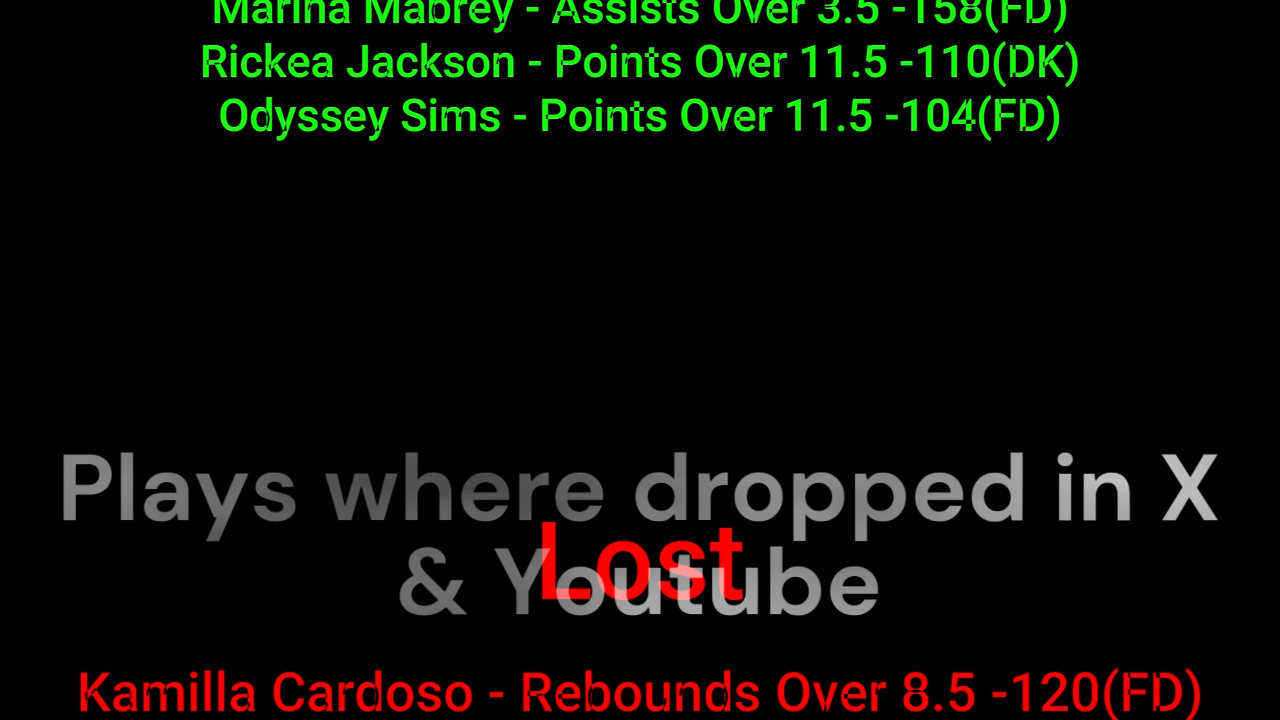 Marina Mabrey - Assists Over 3.5 -158(FD)
Rickea Jackson - Points Over 11.5 -110(DK)
Odyssey Sims - Points Over 11.5 -104(FD)
Plays where dropped in X
Lost
& Youtube
Kamilla Cardoso - Rebounds Over 8.5 -120(FD)